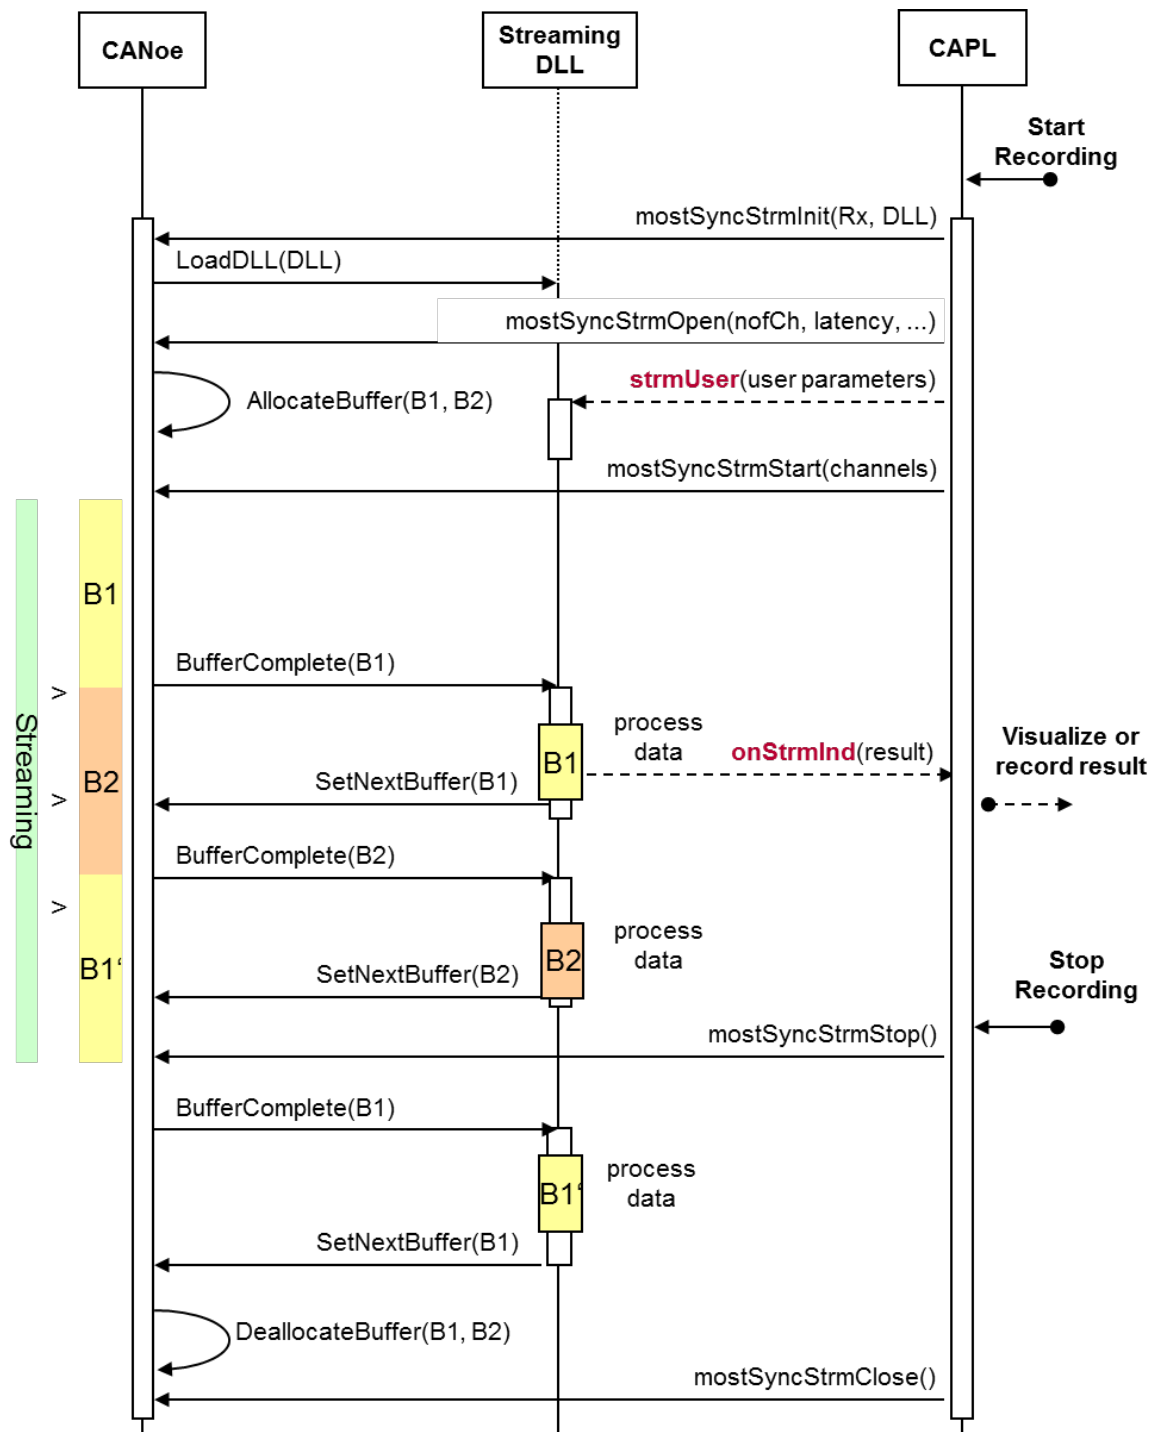 CANoe
Streaming
DLL
CAPL
Start
Recording
mostSyncStrmInit(Rx, DLL)
LoadDLL(DLL)
mostSyncStrmOpen(nofCh, latency, ...)
strmUser(user parameters)
AllocateBuffer(B1, B2)
mostSyncStrmStart(channels)
Streaming
B1
>
B2
>
>
B1‘
BufferComplete(B1)
process
data
B1
onStrmInd(result)
Visualize or
record result
SetNextBuffer(B1)
BufferComplete(B2)
process
data
B2
SetNextBuffer(B2)
Stop
Recording
mostSyncStrmStop()
BufferComplete(B1)
process
data
B1‘
SetNextBuffer(B1)
DeallocateBuffer(B1, B2)
mostSyncStrmClose()